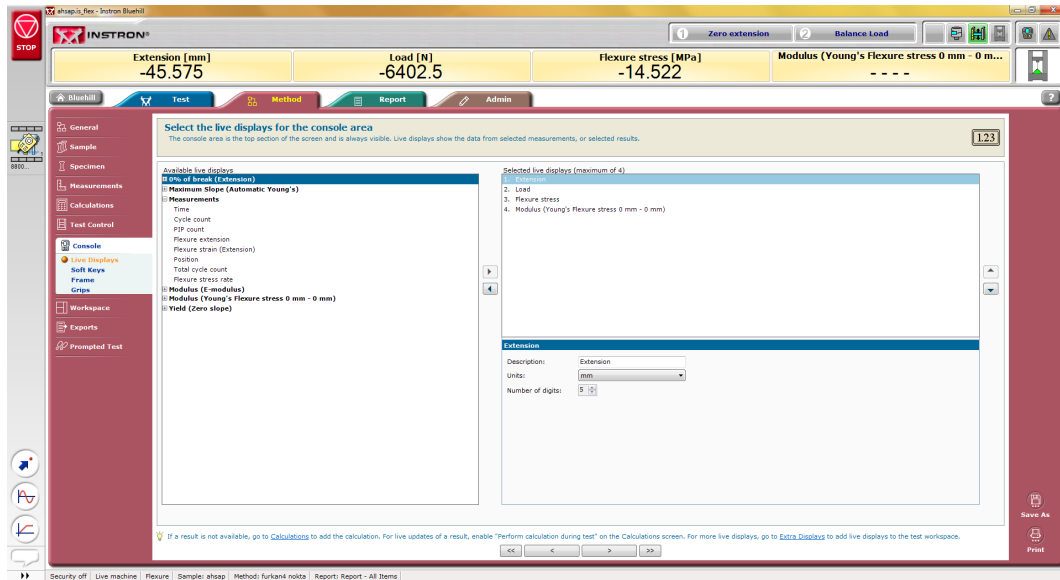 ahsap.is_flex - Instron Bluehill
STOP
INSTRON®
1 Zero extension
2 Balance Load
Extension [mm]
-45.575
Load [N]
-6402.5
Flexure stress [MPa]
-14.522
Modulus (Young's Flexure stress 0 mm - 0 m...
- - - -
Bluehill
Test
Method
Report
Admin
?
8800...
General
Sample
Specimen
Measurements
Calculations
Test Control
Console
Live Displays
Soft Keys
Frame
Grips
Workspace
Exports
Prompted Test
Select the live displays for the console area
The console area is the top section of the screen and is always visible. Live displays show the data from selected measurements, or selected results.
1.23
Available live displays
0% of break (Extension)
Maximum Slope (Automatic Young's)
Measurements
Time
Cycle count
PIP count
Flexure extension
Flexure strain (Extension)
Position
Total cycle count
Flexure stress rate
Modulus (E-modulus)
Modulus (Young's Flexure stress 0 mm - 0 mm)
Yield (Zero slope)
Selected live displays (maximum of 4)
1. Extension
2. Load
3. Flexure stress
4. Modulus (Young's Flexure stress 0 mm - 0 mm)
Extension
Description: Extension
Units: mm
Number of digits: 5
If a result is not available, go to Calculations to add the calculation. For live updates of a result, enable "Perform calculation during test" on the Calculations screen. For more live displays, go to Extra Displays to add live displays to the test workspace.
<< < > >>
Save As
Print
Security off Live machine Flexure Sample: ahsap Method: furkan4 nokta Report: Report - All Items